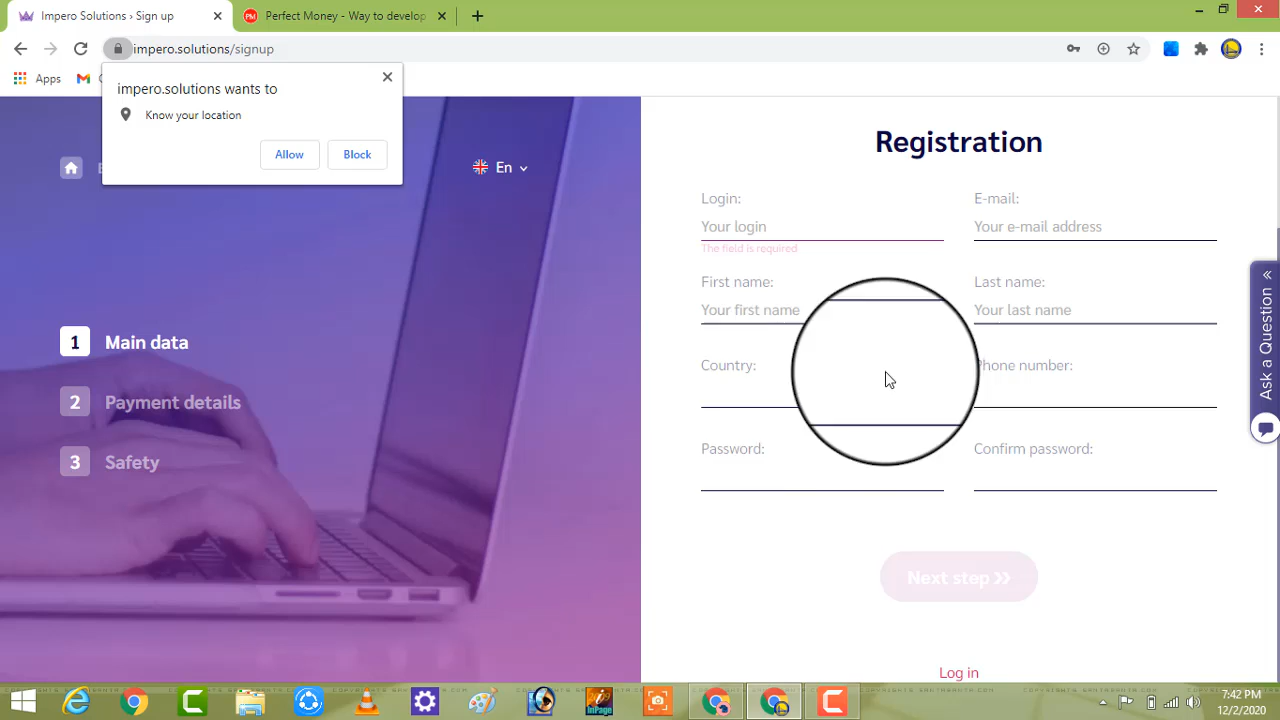 Impero Solutions › Sign up
Perfect Money - Way to develop
impero.solutions/signup
Apps
impero.solutions wants to
Know your location
Allow
Block
En
1 Main data
2 Payment details
3 Safety
Registration
Login:
E-mail:
Your login
Your e-mail address
The field is required
First name:
Last name:
Your first name
Your last name
Country:
Phone number:
Password:
Confirm password:
Next step
Log in
Ask a Question
7:42 PM
12/2/2020